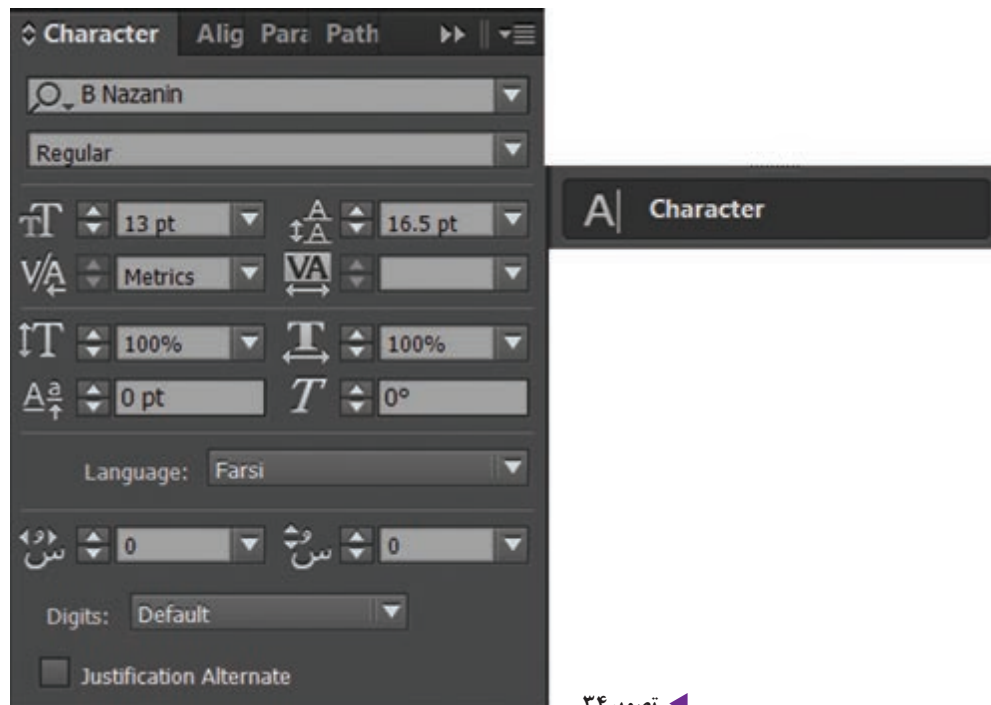 Character Alig Para Path
B Nazanin
Regular
13 pt 16.5 pt
Metrics
100% 100%
0 pt 0°
Language: Farsi
0 0
Digits: Default
Justification Alternate
Character
۳۴